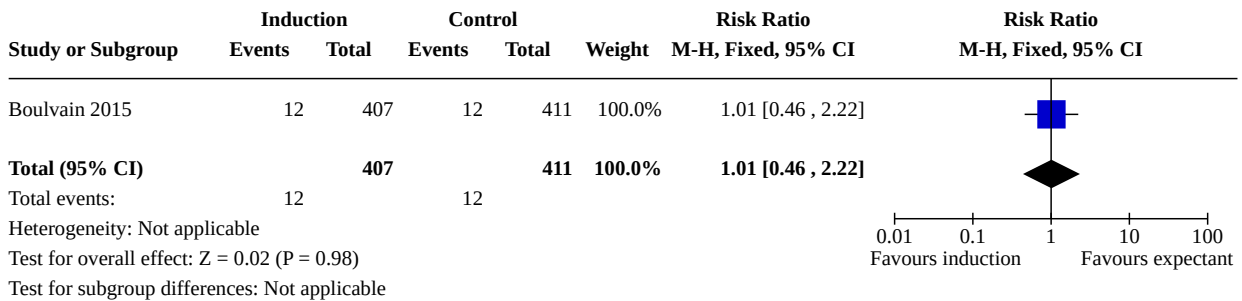 Induction Control Risk Ratio Risk Ratio
Study or Subgroup Events Total Events Total Weight M-H, Fixed, 95% CI M-H, Fixed, 95% CI
Boulvain 2015 12 407 12 411 100.0% 1.01 [0.46 , 2.22]
Total (95% CI) 407 411 100.0% 1.01 [0.46 , 2.22]
Total events: 12 12
Heterogeneity: Not applicable
0.01 0.1 1 10 100
Test for overall effect: Z = 0.02 (P = 0.98) Favours induction Favours expectant
Test for subgroup differences: Not applicable